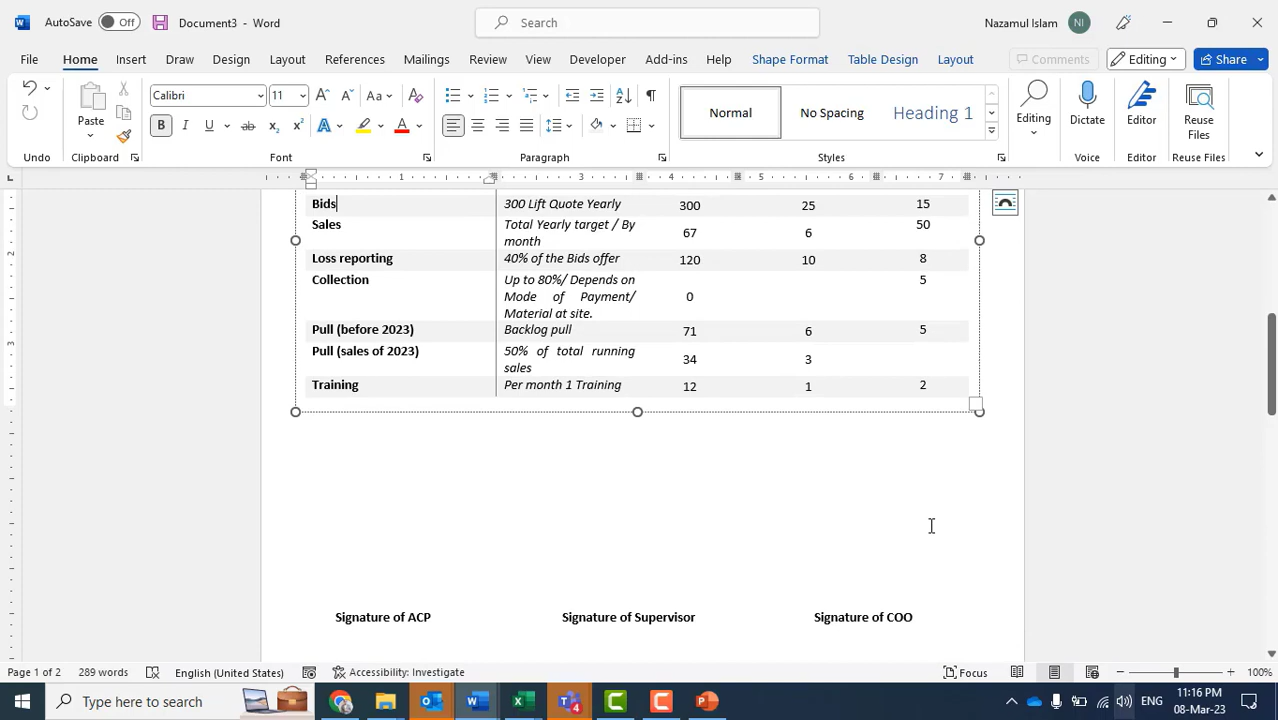 AutoSave Off Document3 - Word Search Nazamul Islam NI
File Home Insert Draw Design Layout References Mailings Review View Developer Add-ins Help Shape Format Table Design Layout Comments Editing Share
Calibri 11 Aa Normal No Spacing Heading 1
Paste Editing Dictate Editor Reuse Files
Undo Clipboard Font Paragraph Styles Voice Editor Reuse Files
1 3 4 5 6 7
Bids 300 Lift Quote Yearly 300 25 15
Sales Total Yearly target / By month 67 6 50
Loss reporting 40% of the Bids offer 120 10 8
Collection Up to 80%/ Depends on Mode of Payment/ Material at site. 0 5
Pull (before 2023) Backlog pull 71 6 5
Pull (sales of 2023) 50% of total running sales 34 3
Training Per month 1 Training 12 1 2
Signature of ACP Signature of Supervisor Signature of COO
Page 1 of 2 289 words English (United States) Accessibility: Investigate Focus 100%
Type here to search ENG 11:16 PM
08-Mar-23